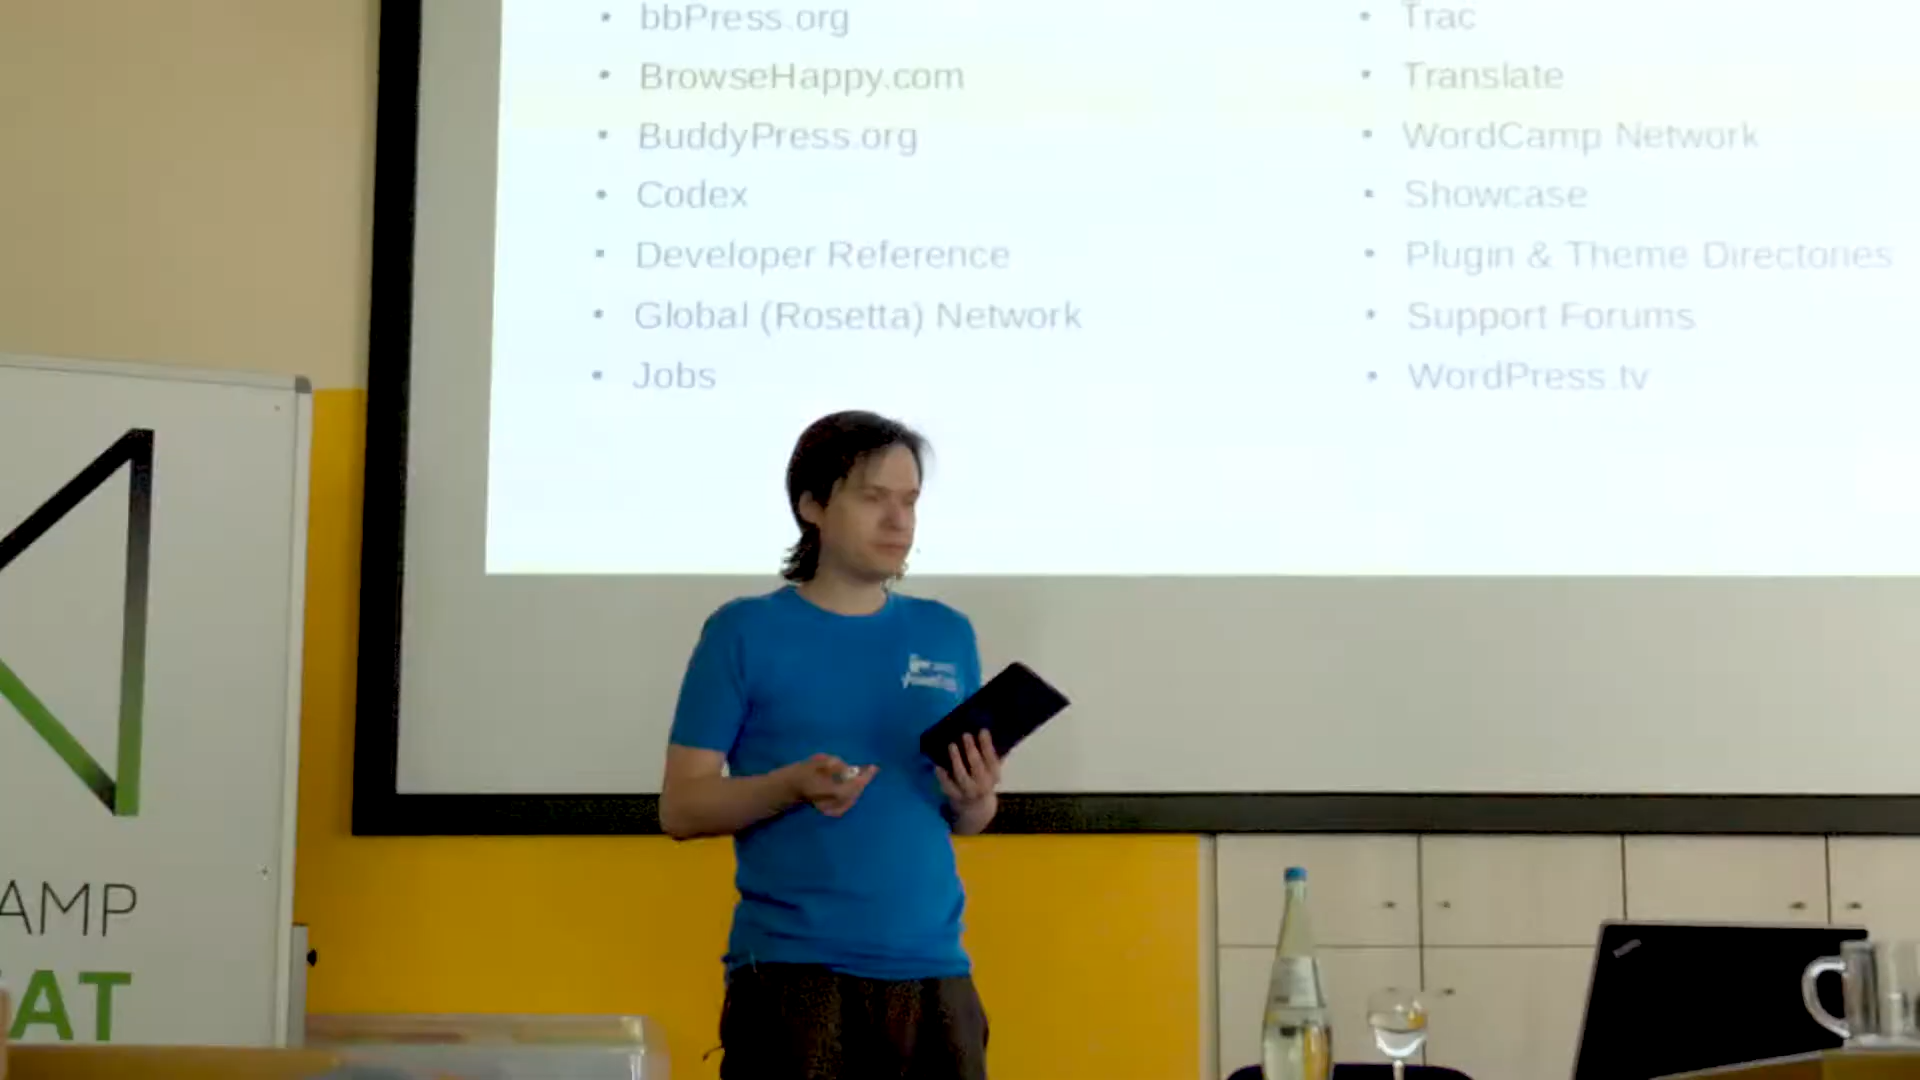 bbPress.org
BrowseHappy.com
BuddyPress.org
Codex
Developer Reference
Global (Rosetta) Network
Jobs
Trac
Translate
WordCamp Network
Showcase
Plugin & Theme Directories
Support Forums
WordPress.tv
AMP
AT